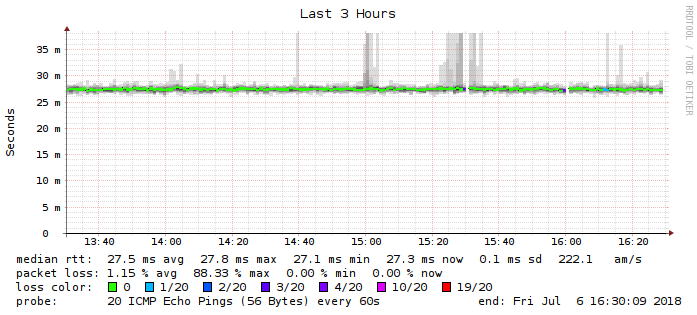 Last 3 Hours
RRDTOOL / TOBI OETIKER
Seconds
35 m
30 m
25 m
20 m
15 m
10 m
5 m
0
13:40 14:00 14:20 14:40 15:00 15:20 15:40 16:00 16:20
median rtt: 27.5 ms avg 27.8 ms max 27.1 ms min 27.3 ms now 0.1 ms sd 222.1 am/s
packet loss: 1.15 % avg 88.33 % max 0.00 % min 0.00 % now
loss color: 0 1/20 2/20 3/20 4/20 10/20 19/20
probe: 20 ICMP Echo Pings (56 Bytes) every 60s end: Fri Jul 6 16:30:09 2018